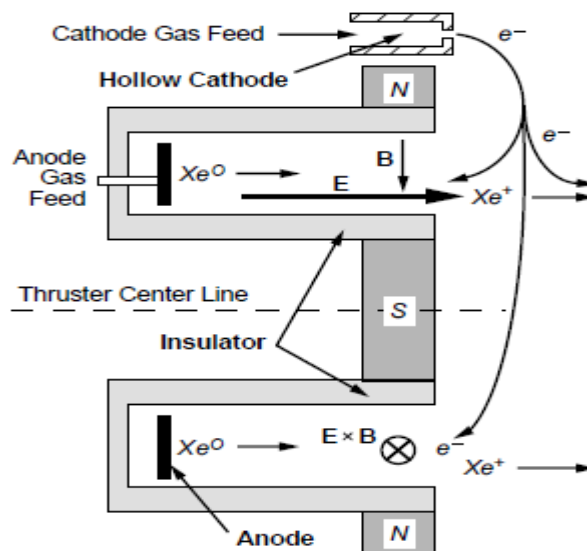 Cathode Gas Feed
e⁻
Hollow Cathode
N
e⁻
B
Anode
Gas
Feed
Xeᴼ
E
Xe⁺
Thruster Center Line
S
Insulator
Xeᴼ
E × B
e⁻
Xe⁺
Anode
N